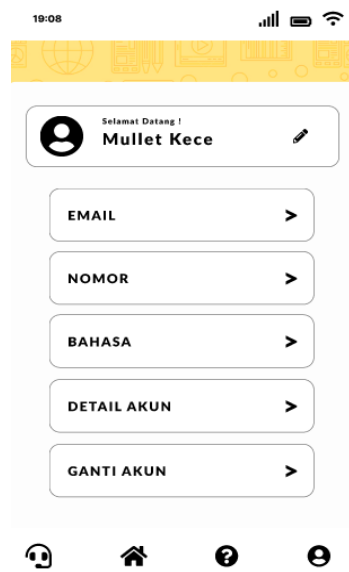 19:08
Selamat Datang !
Mullet Kece
EMAIL
>
NOMOR
>
BAHASA
>
DETAIL AKUN
>
GANTI AKUN
>
?